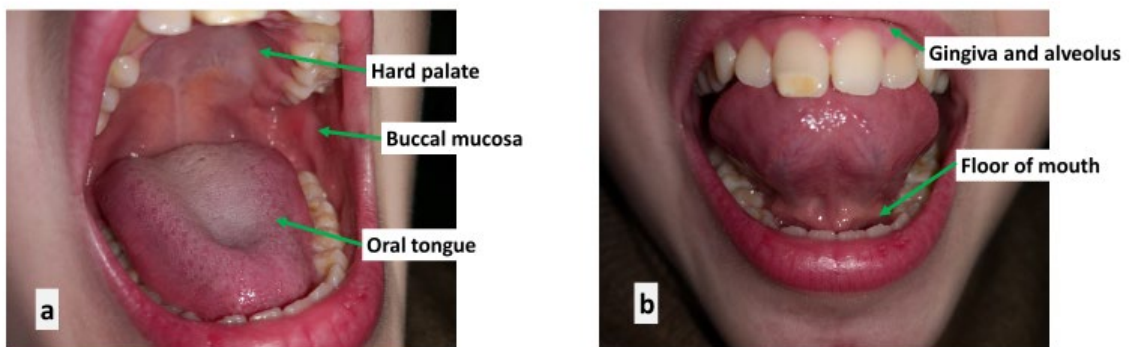 Hard palate
Buccal mucosa
Oral tongue
a
Gingiva and alveolus
Floor of mouth
b